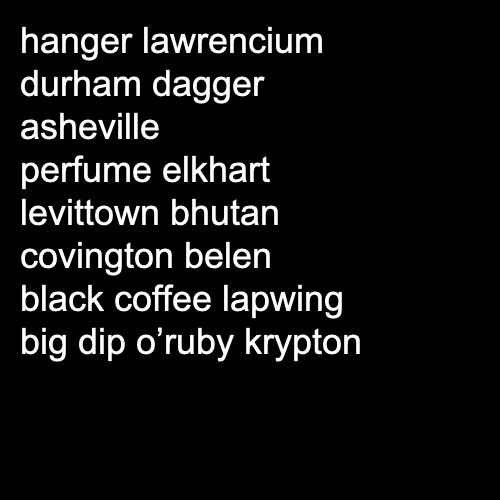 hanger lawrencium
durham dagger
asheville
perfume elkhart
levittown bhutan
covington belen
black coffee lapwing
big dip o’ruby krypton